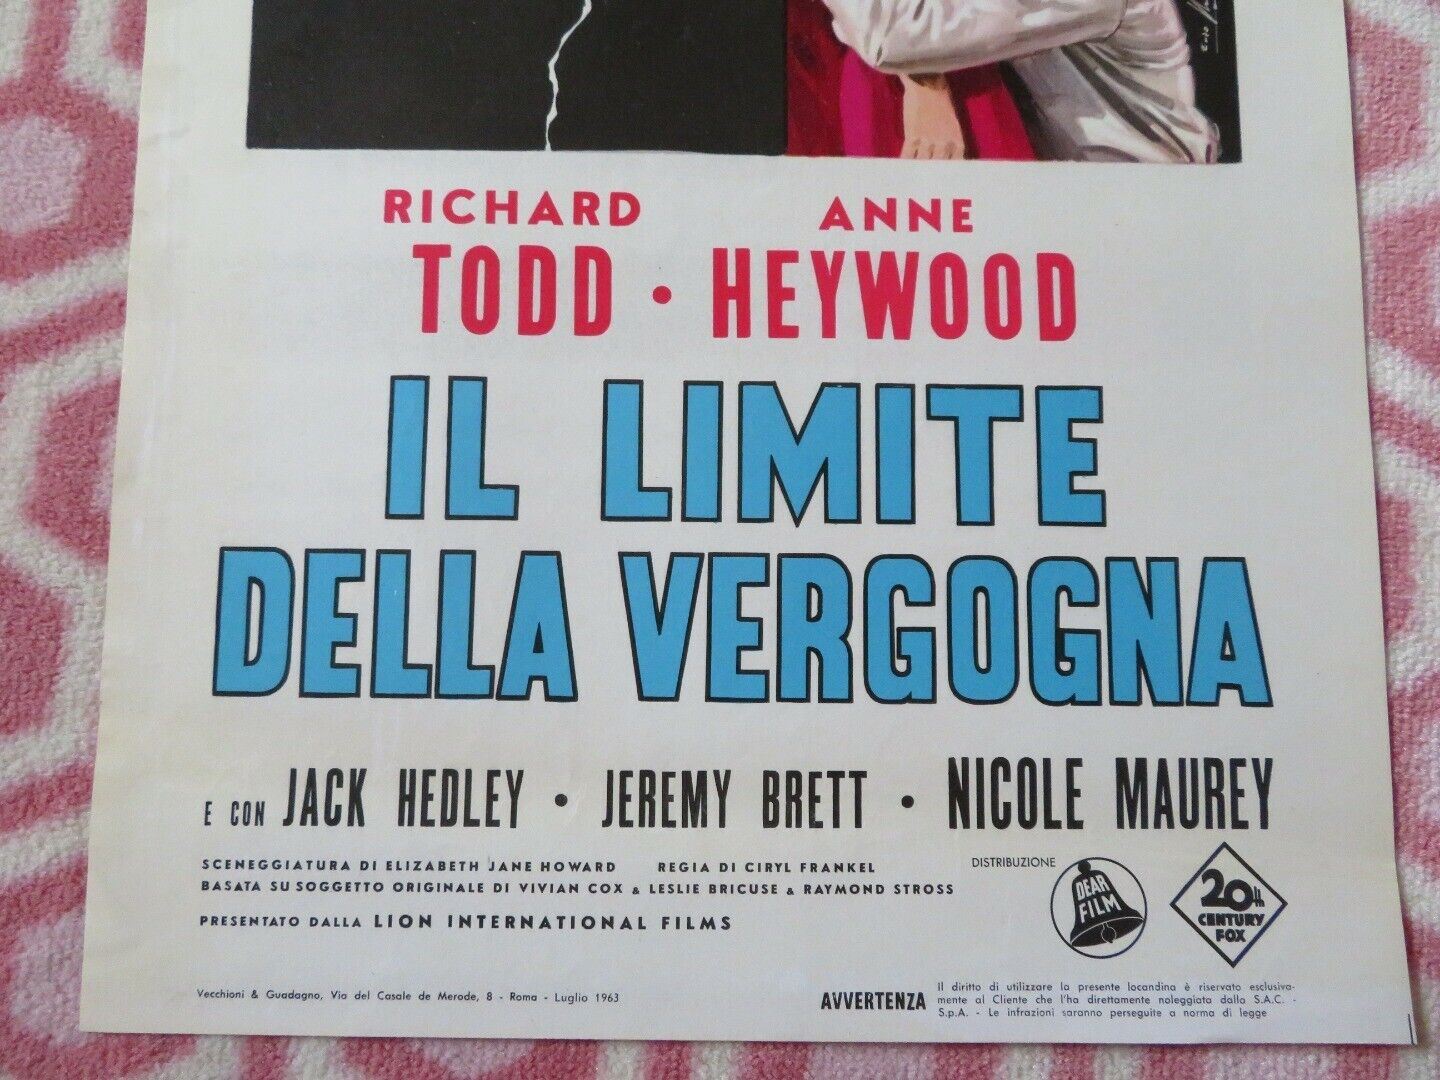 RICHARD ANNE
TODD • HEYWOOD
IL LIMITE
DELLA VERGOGNA
E CON JACK HEDLEY • JEREMY BRETT • NICOLE MAUREY
SCENEGGIATURA DI ELIZABETH JANE HOWARD REGIA DI CIRYL FRANKEL
BASATA SU SOGGETTO ORIGINALE DI VIVIAN COX & LESLIE BRICUSE & RAYMOND STROSS
PRESENTATO DALLA LION INTERNATIONAL FILMS
DISTRIBUZIONE
DEAR
FILM
20th
CENTURY
FOX
Vecchioni & Guadagno, Via del Casale de Merode, 8 - Roma - Luglio 1963
AVVERTENZA
Il diritto di utilizzare la presente locandina è riservato esclusiva-
mente al Cliente che l'ha direttamente noleggiata dalla S.A.C. -
S.p.A. - Le infrazioni saranno perseguite a norma di legge